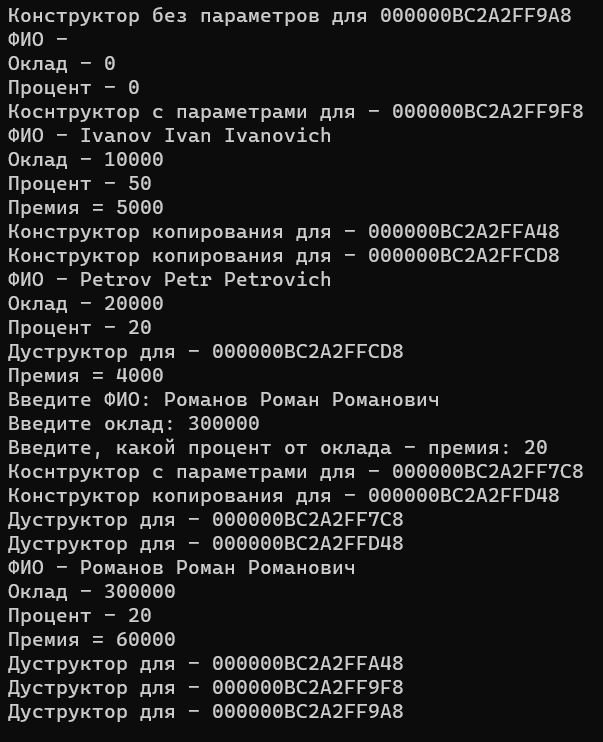 Конструктор без параметров для 000000BC2A2FF9A8
ФИО -
Оклад - 0
Процент - 0
Коснтруктор с параметрами для - 000000BC2A2FF9F8
ФИО - Ivanov Ivan Ivanovich
Оклад - 10000
Процент - 50
Премия = 5000
Конструктор копирования для - 000000BC2A2FFA48
Конструктор копирования для - 000000BC2A2FFCD8
ФИО - Petrov Petr Petrovich
Оклад - 20000
Процент - 20
Дуструктор для - 000000BC2A2FFCD8
Премия = 4000
Введите ФИО: Романов Роман Романович
Введите оклад: 300000
Введите, какой процент от оклада - премия: 20
Коснтруктор с параметрами для - 000000BC2A2FF7C8
Конструктор копирования для - 000000BC2A2FFD48
Дуструктор для - 000000BC2A2FF7C8
Дуструктор для - 000000BC2A2FFD48
ФИО - Романов Роман Романович
Оклад - 300000
Процент - 20
Премия = 60000
Дуструктор для - 000000BC2A2FFA48
Дуструктор для - 000000BC2A2FF9F8
Дуструктор для - 000000BC2A2FF9A8